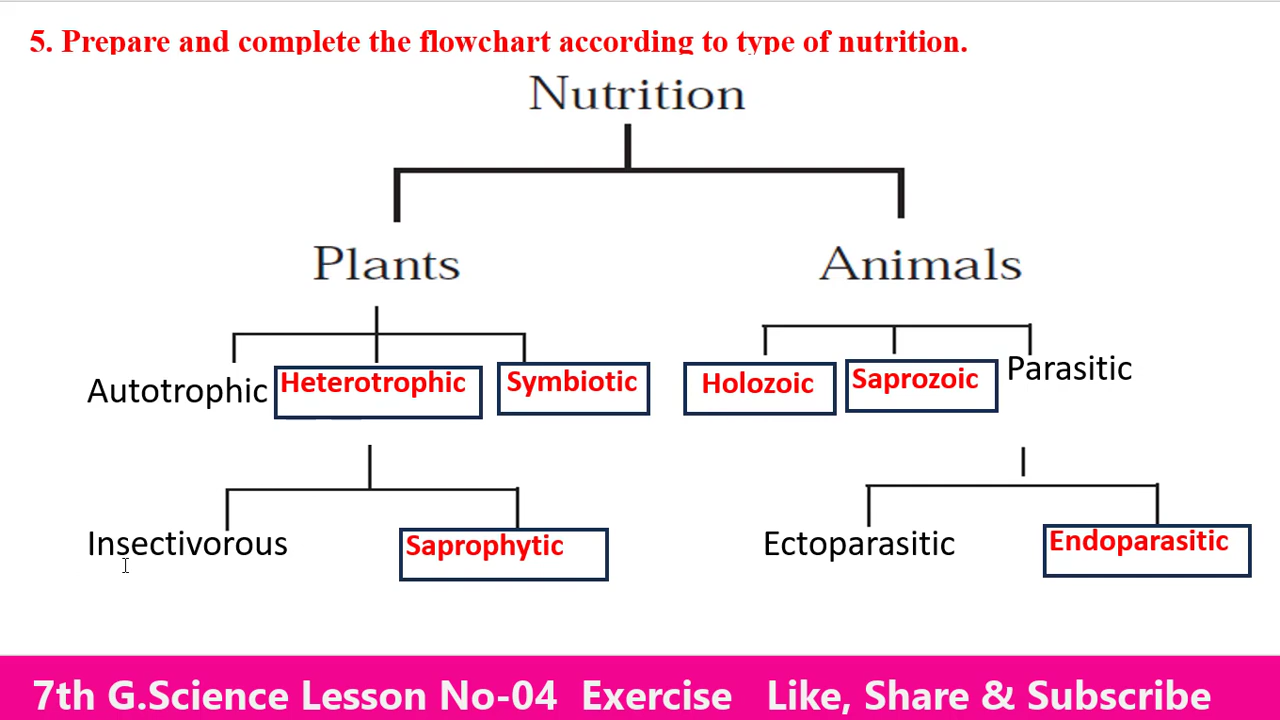 5. Prepare and complete the flowchart according to type of nutrition.
Nutrition
Plants Animals
Autotrophic Heterotrophic Symbiotic Holozoic Saprozoic Parasitic
Insectivorous Saprophytic Ectoparasitic Endoparasitic
7th G.Science Lesson No-04 Exercise Like, Share & Subscribe